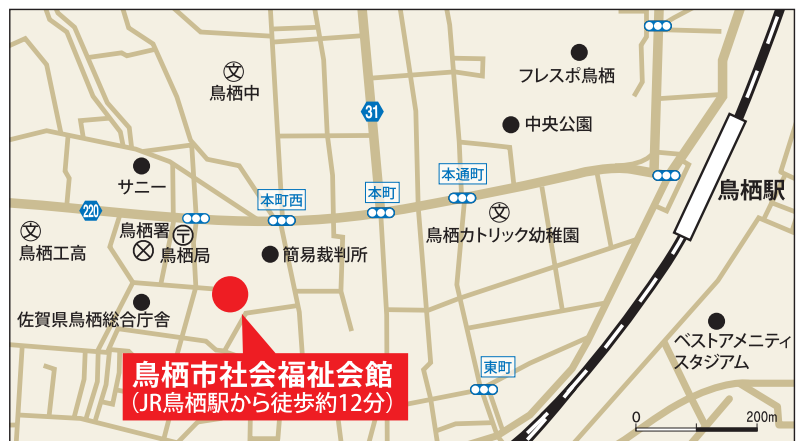 フレスポ鳥栖
鳥栖中
31
中央公園
本通町
サニー
本町西
本町
鳥栖駅
220
鳥栖署
鳥栖工高
鳥栖局
簡易裁判所
鳥栖カトリック幼稚園
佐賀県鳥栖総合庁舎
ベストアメニティ
スタジアム
東町
鳥栖市社会福祉会館
(JR鳥栖駅から徒歩約12分)
0 200m
文
文
文